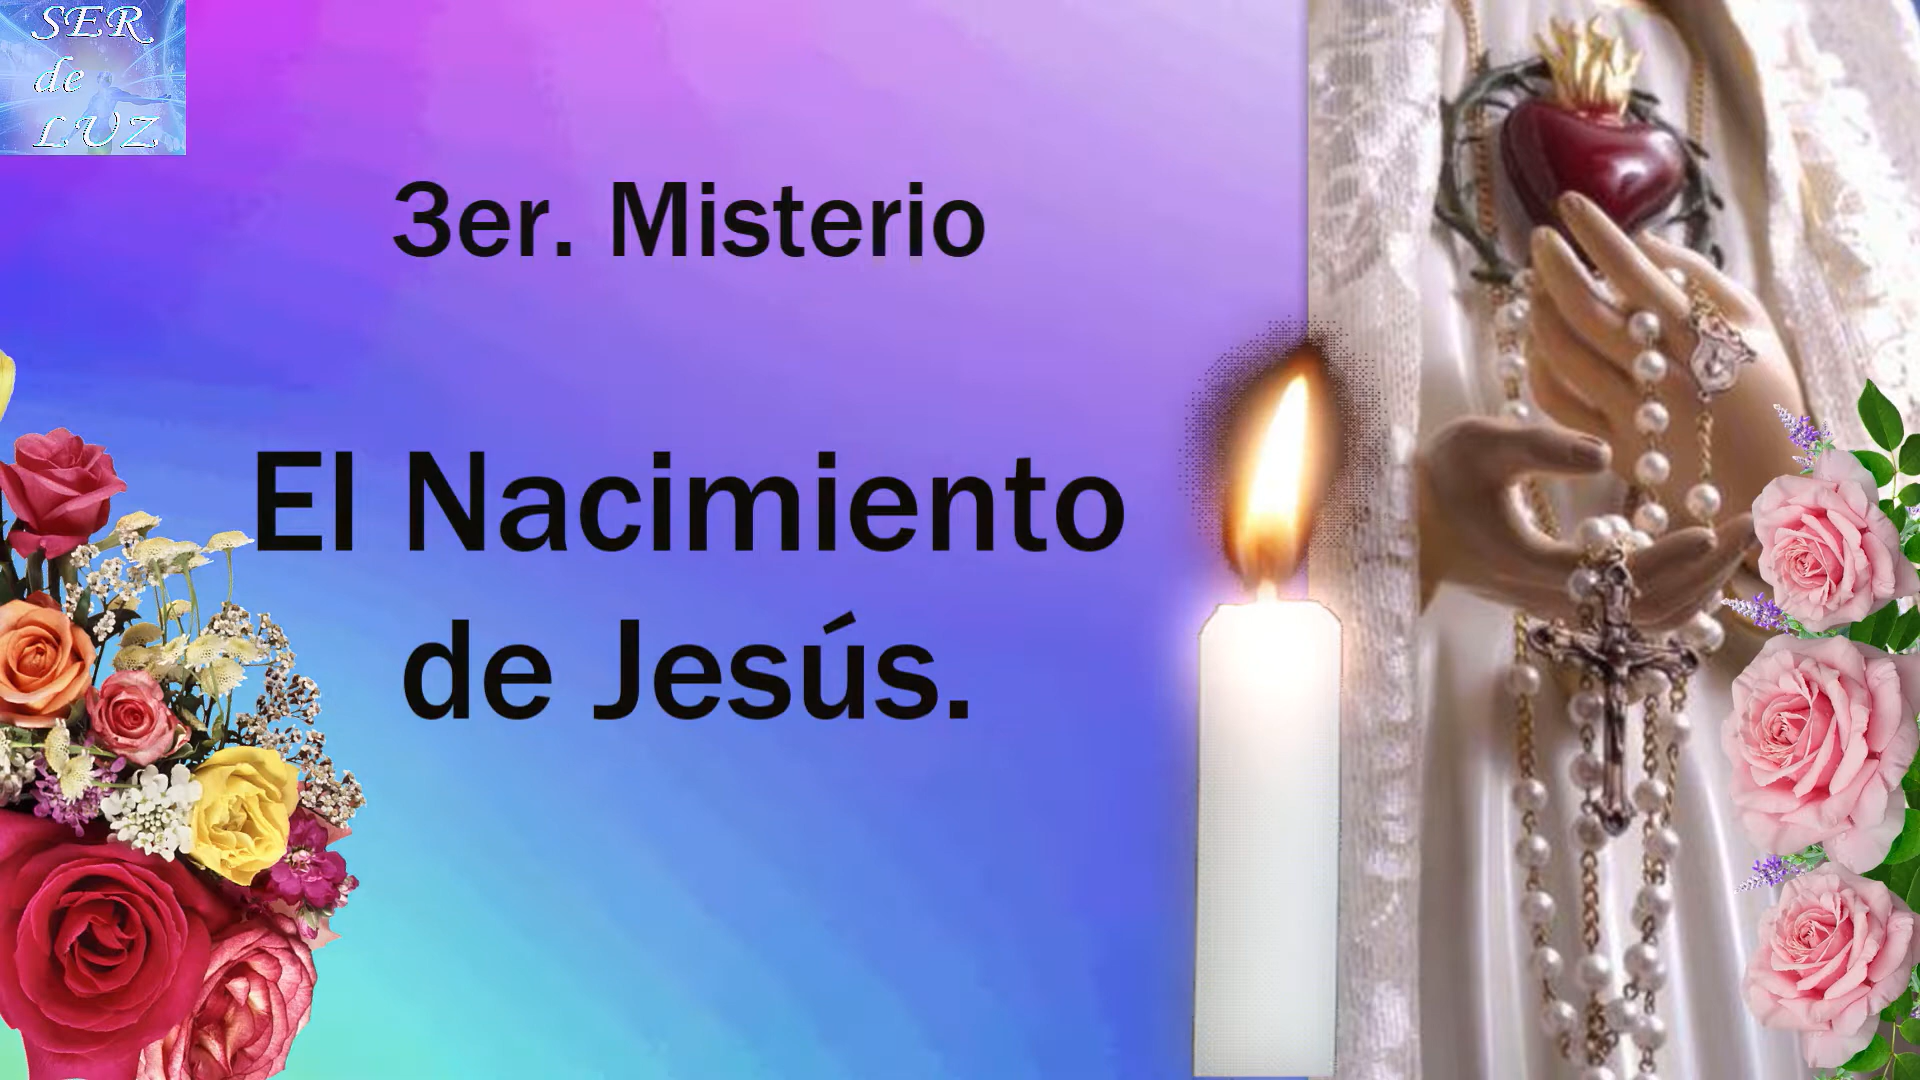 SER
de
LUZ
3er. Misterio
El Nacimiento
de Jesús.